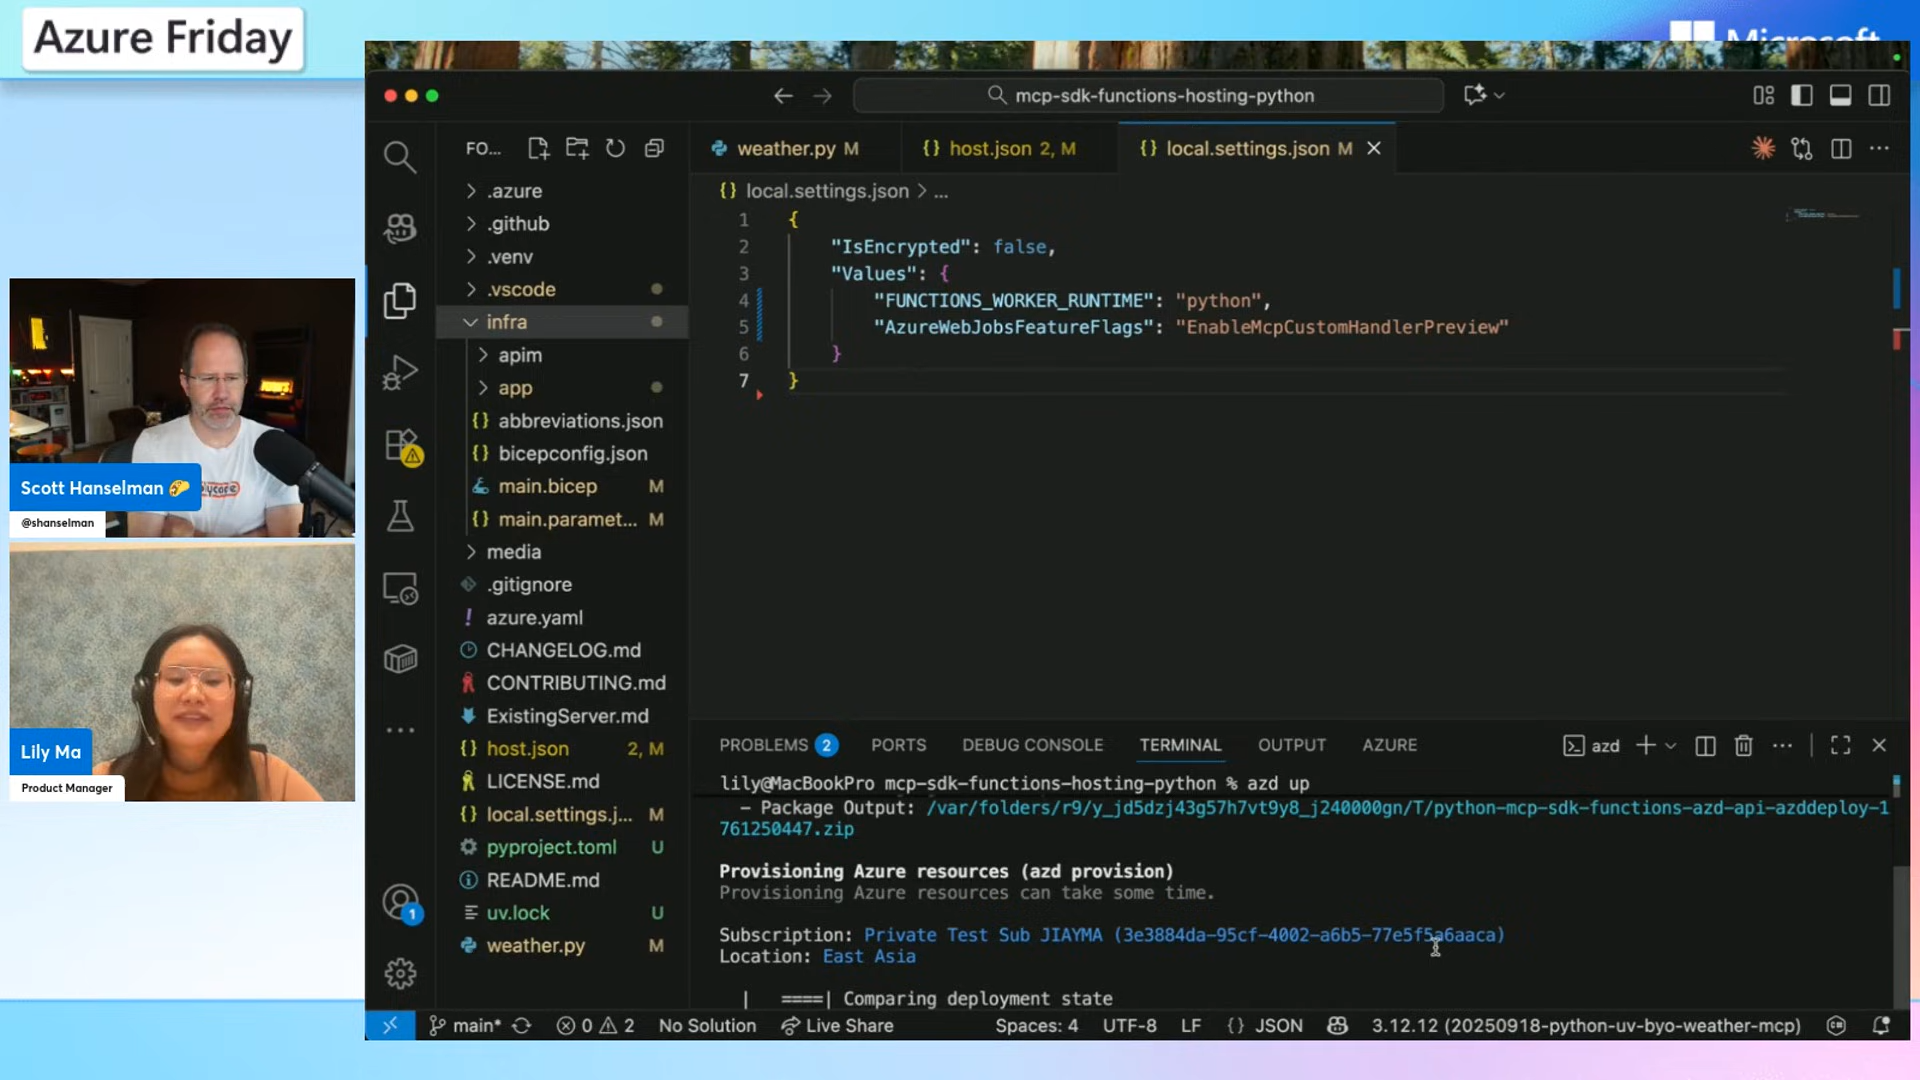 Azure Friday
Microsoft
mcp-sdk-functions-hosting-python
FO...
weather.py M
{} host.json 2, M
{} local.settings.json M
{} local.settings.json > ...
1 {
2 "IsEncrypted": false,
3 "Values": {
4 "FUNCTIONS_WORKER_RUNTIME": "python",
5 "AzureWebJobsFeatureFlags": "EnableMcpCustomHandlerPreview"
6 }
7 }
> .azure
> .github
> .venv
> .vscode
infra
> apim
> app
{} abbreviations.json
{} bicepconfig.json
main.bicep M
{} main.paramet... M
> media
.gitignore
! azure.yaml
CHANGELOG.md
CONTRIBUTING.md
ExistingServer.md
{} host.json 2, M
LICENSE.md
{} local.settings.j... M
pyproject.toml U
README.md
uv.lock U
weather.py M
1
Scott Hanselman 🌮
@shanselman
Lily Ma
Product Manager
PROBLEMS 2 PORTS DEBUG CONSOLE TERMINAL OUTPUT AZURE
azd
lily@MacBookPro mcp-sdk-functions-hosting-python % azd up
- Package Output: /var/folders/r9/y_jd5dzj43g57h7vt9y8_j240000gn/T/python-mcp-sdk-functions-azd-api-azddeploy-1
761250447.zip
Provisioning Azure resources (azd provision)
Provisioning Azure resources can take some time.
Subscription: Private Test Sub JIAYMA (3e3884da-95cf-4002-a6b5-77e5f5a6aaca)
Location: East Asia
| ====| Comparing deployment state
main* 0 2 No Solution Live Share Spaces: 4 UTF-8 LF {} JSON 3.12.12 (20250918-python-uv-byo-weather-mcp)